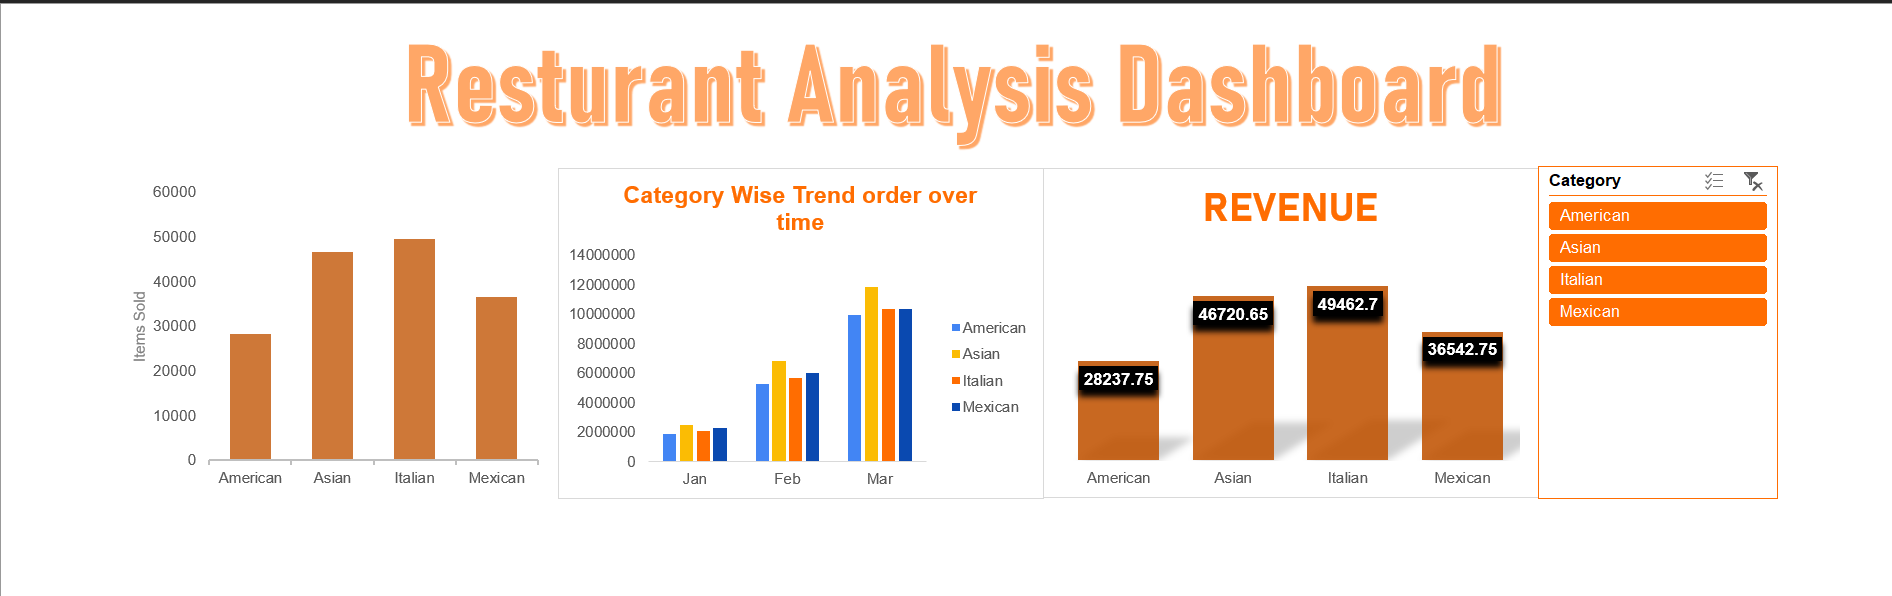 Resturant Analysis Dashboard
60000
50000
40000
30000
20000
10000
0
Items Sold
American
Asian
Italian
Mexican
Category Wise Trend order over
time
14000000
12000000
10000000
8000000
6000000
4000000
2000000
0
Jan
Feb
Mar
American
Asian
Italian
Mexican
REVENUE
28237.75
46720.65
49462.7
36542.75
American
Asian
Italian
Mexican
Category
American
Asian
Italian
Mexican